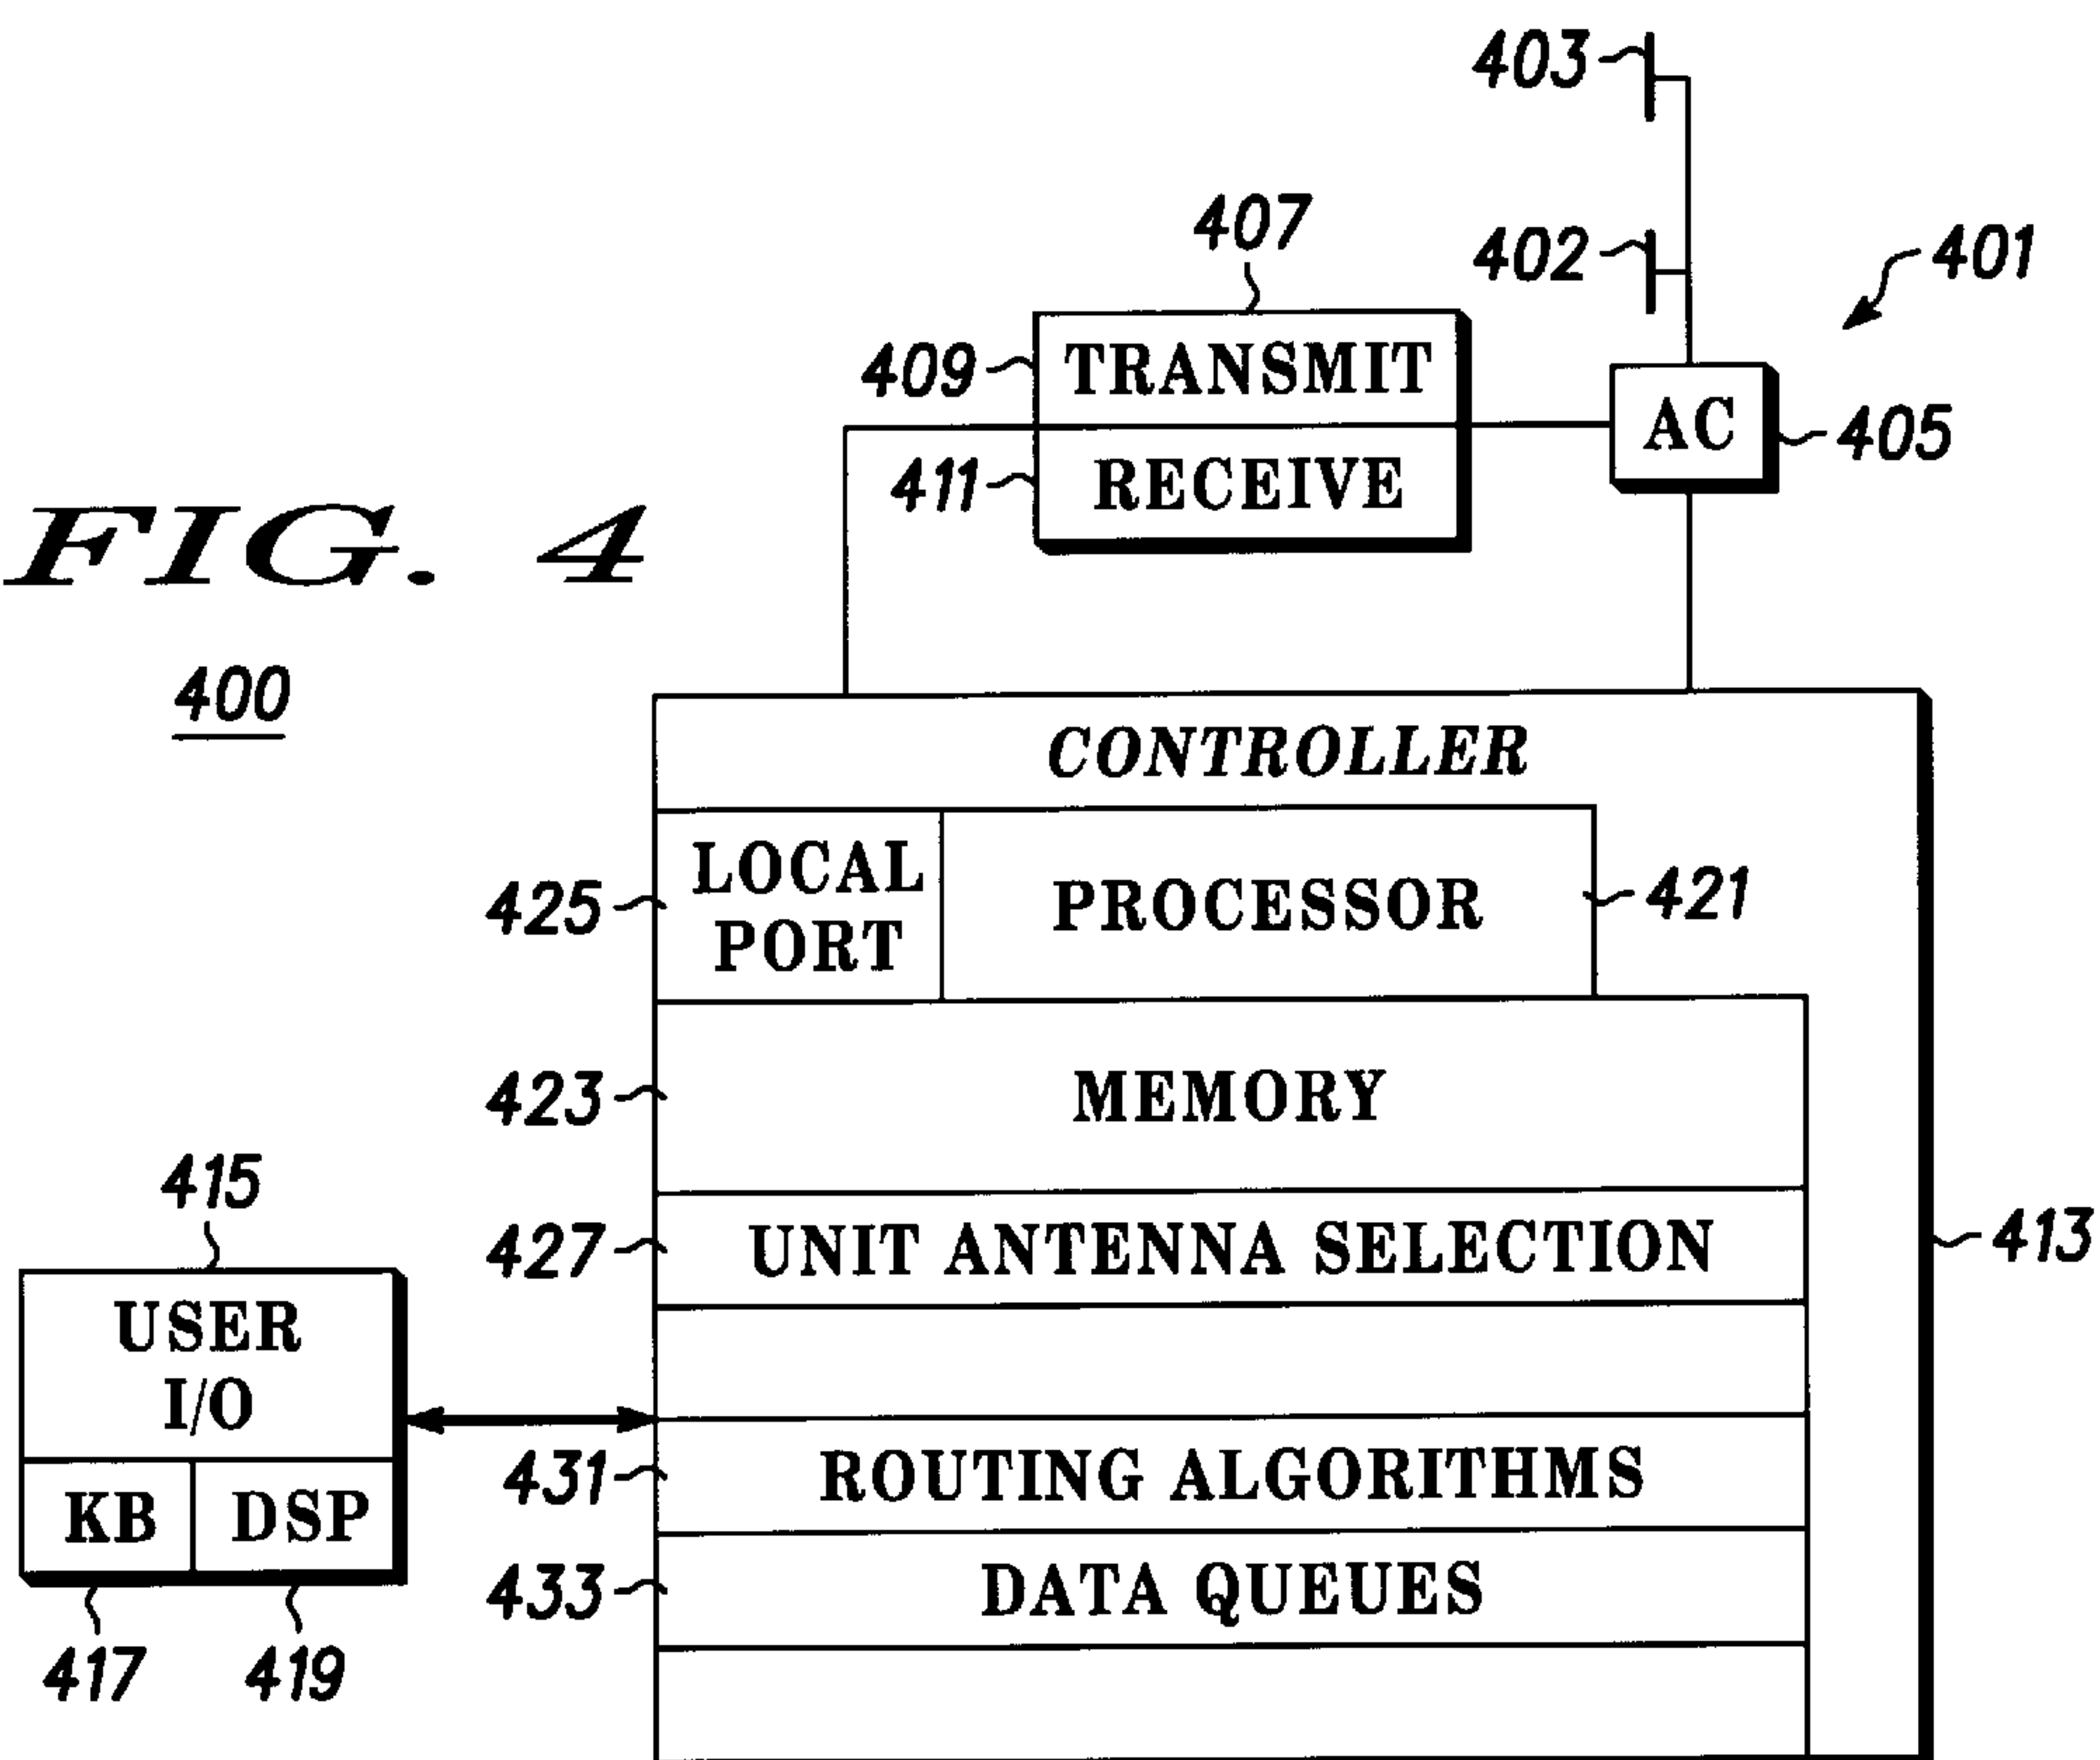 403
407
402
401
409
TRANSMIT
AC
405
411
RECEIVE
FIG. 4
400
CONTROLLER
425
LOCAL
PORT
PROCESSOR
421
423
MEMORY
415
427
UNIT ANTENNA SELECTION
413
USER
I/O
431
ROUTING ALGORITHMS
KB
DSP
433
DATA QUEUES
417
419